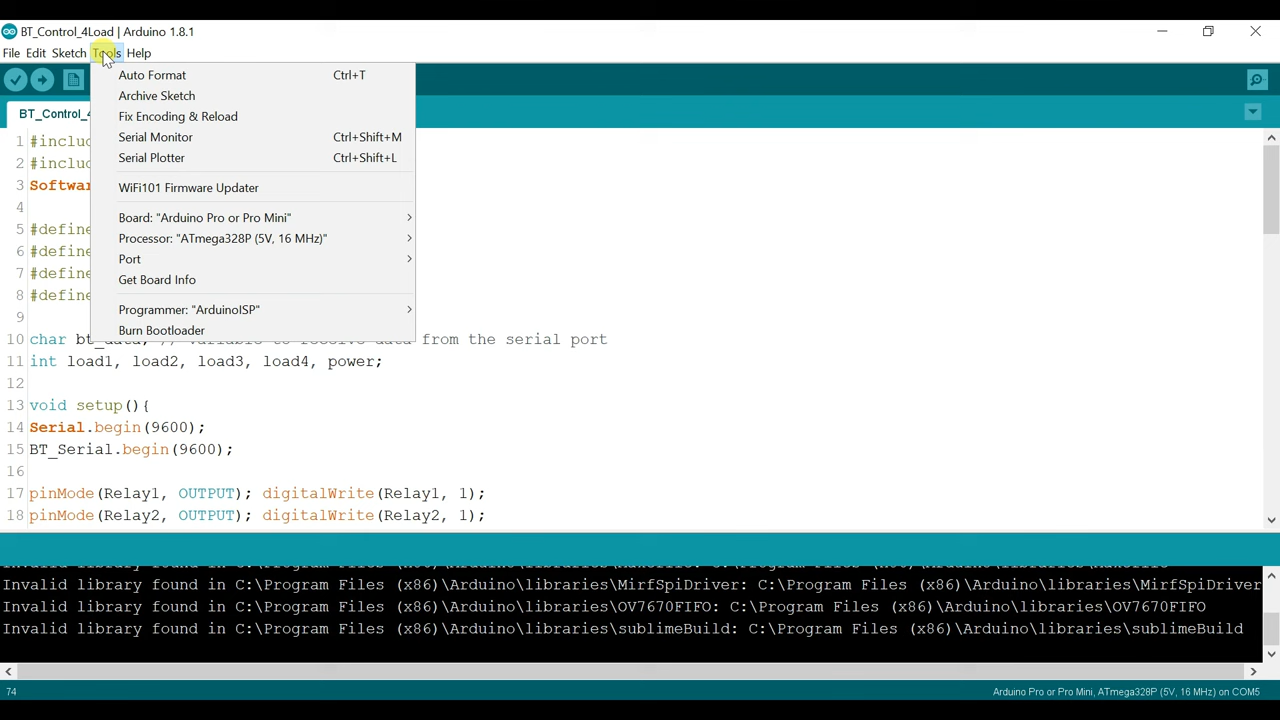 BT_Control_4Load | Arduino 1.8.1
File Edit Sketch Tools Help
Auto Format Ctrl+T
Archive Sketch
Fix Encoding & Reload
Serial Monitor Ctrl+Shift+M
Serial Plotter Ctrl+Shift+L
WiFi101 Firmware Updater
Board: "Arduino Pro or Pro Mini"
Processor: "ATmega328P (5V, 16 MHz)"
Port
Get Board Info
Programmer: "ArduinoISP"
Burn Bootloader
BT_Control_4
1 #includ
2 #includ
3 Softwar
4
5 #define
6 #define
7 #define
8 #define
9
10 char bt_data; // variable to receive data from the serial port
11 int load1, load2, load3, load4, power;
12
13 void setup(){
14 Serial.begin(9600);
15 BT_Serial.begin(9600);
16
17 pinMode(Relay1, OUTPUT); digitalWrite(Relay1, 1);
18 pinMode(Relay2, OUTPUT); digitalWrite(Relay2, 1);
Invalid library found in C:\Program Files (x86)\Arduino\libraries\MirfSpiDriver: C:\Program Files (x86)\Arduino\libraries\MirfSpiDriver
Invalid library found in C:\Program Files (x86)\Arduino\libraries\OV7670FIFO: C:\Program Files (x86)\Arduino\libraries\OV7670FIFO
Invalid library found in C:\Program Files (x86)\Arduino\libraries\sublimeBuild: C:\Program Files (x86)\Arduino\libraries\sublimeBuild
74
Arduino Pro or Pro Mini, ATmega328P (5V, 16 MHz) on COM5